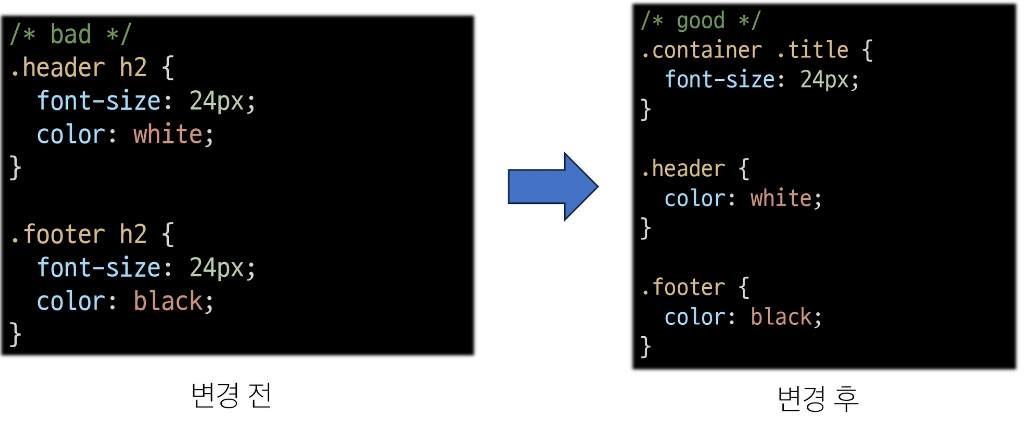 /* bad */
.header h2 {
  font-size: 24px;
  color: white;
}
.footer h2 {
  font-size: 24px;
  color: black;
}
변경 전
/* good */
.container .title {
  font-size: 24px;
}
.header {
  color: white;
}
.footer {
  color: black;
}
변경 후